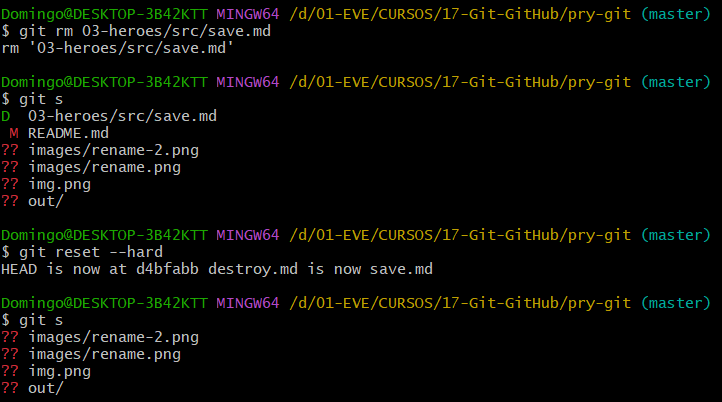 Domingo@DESKTOP-3B42KTT MINGW64 /d/01-EVE/CURSOS/17-Git-GitHub/pry-git (master)
$ git rm 03-heroes/src/save.md
rm '03-heroes/src/save.md'
Domingo@DESKTOP-3B42KTT MINGW64 /d/01-EVE/CURSOS/17-Git-GitHub/pry-git (master)
$ git s
D  03-heroes/src/save.md
 M README.md
?? images/rename-2.png
?? images/rename.png
?? img.png
?? out/
Domingo@DESKTOP-3B42KTT MINGW64 /d/01-EVE/CURSOS/17-Git-GitHub/pry-git (master)
$ git reset --hard
HEAD is now at d4bfabb destroy.md is now save.md
Domingo@DESKTOP-3B42KTT MINGW64 /d/01-EVE/CURSOS/17-Git-GitHub/pry-git (master)
$ git s
?? images/rename-2.png
?? images/rename.png
?? img.png
?? out/